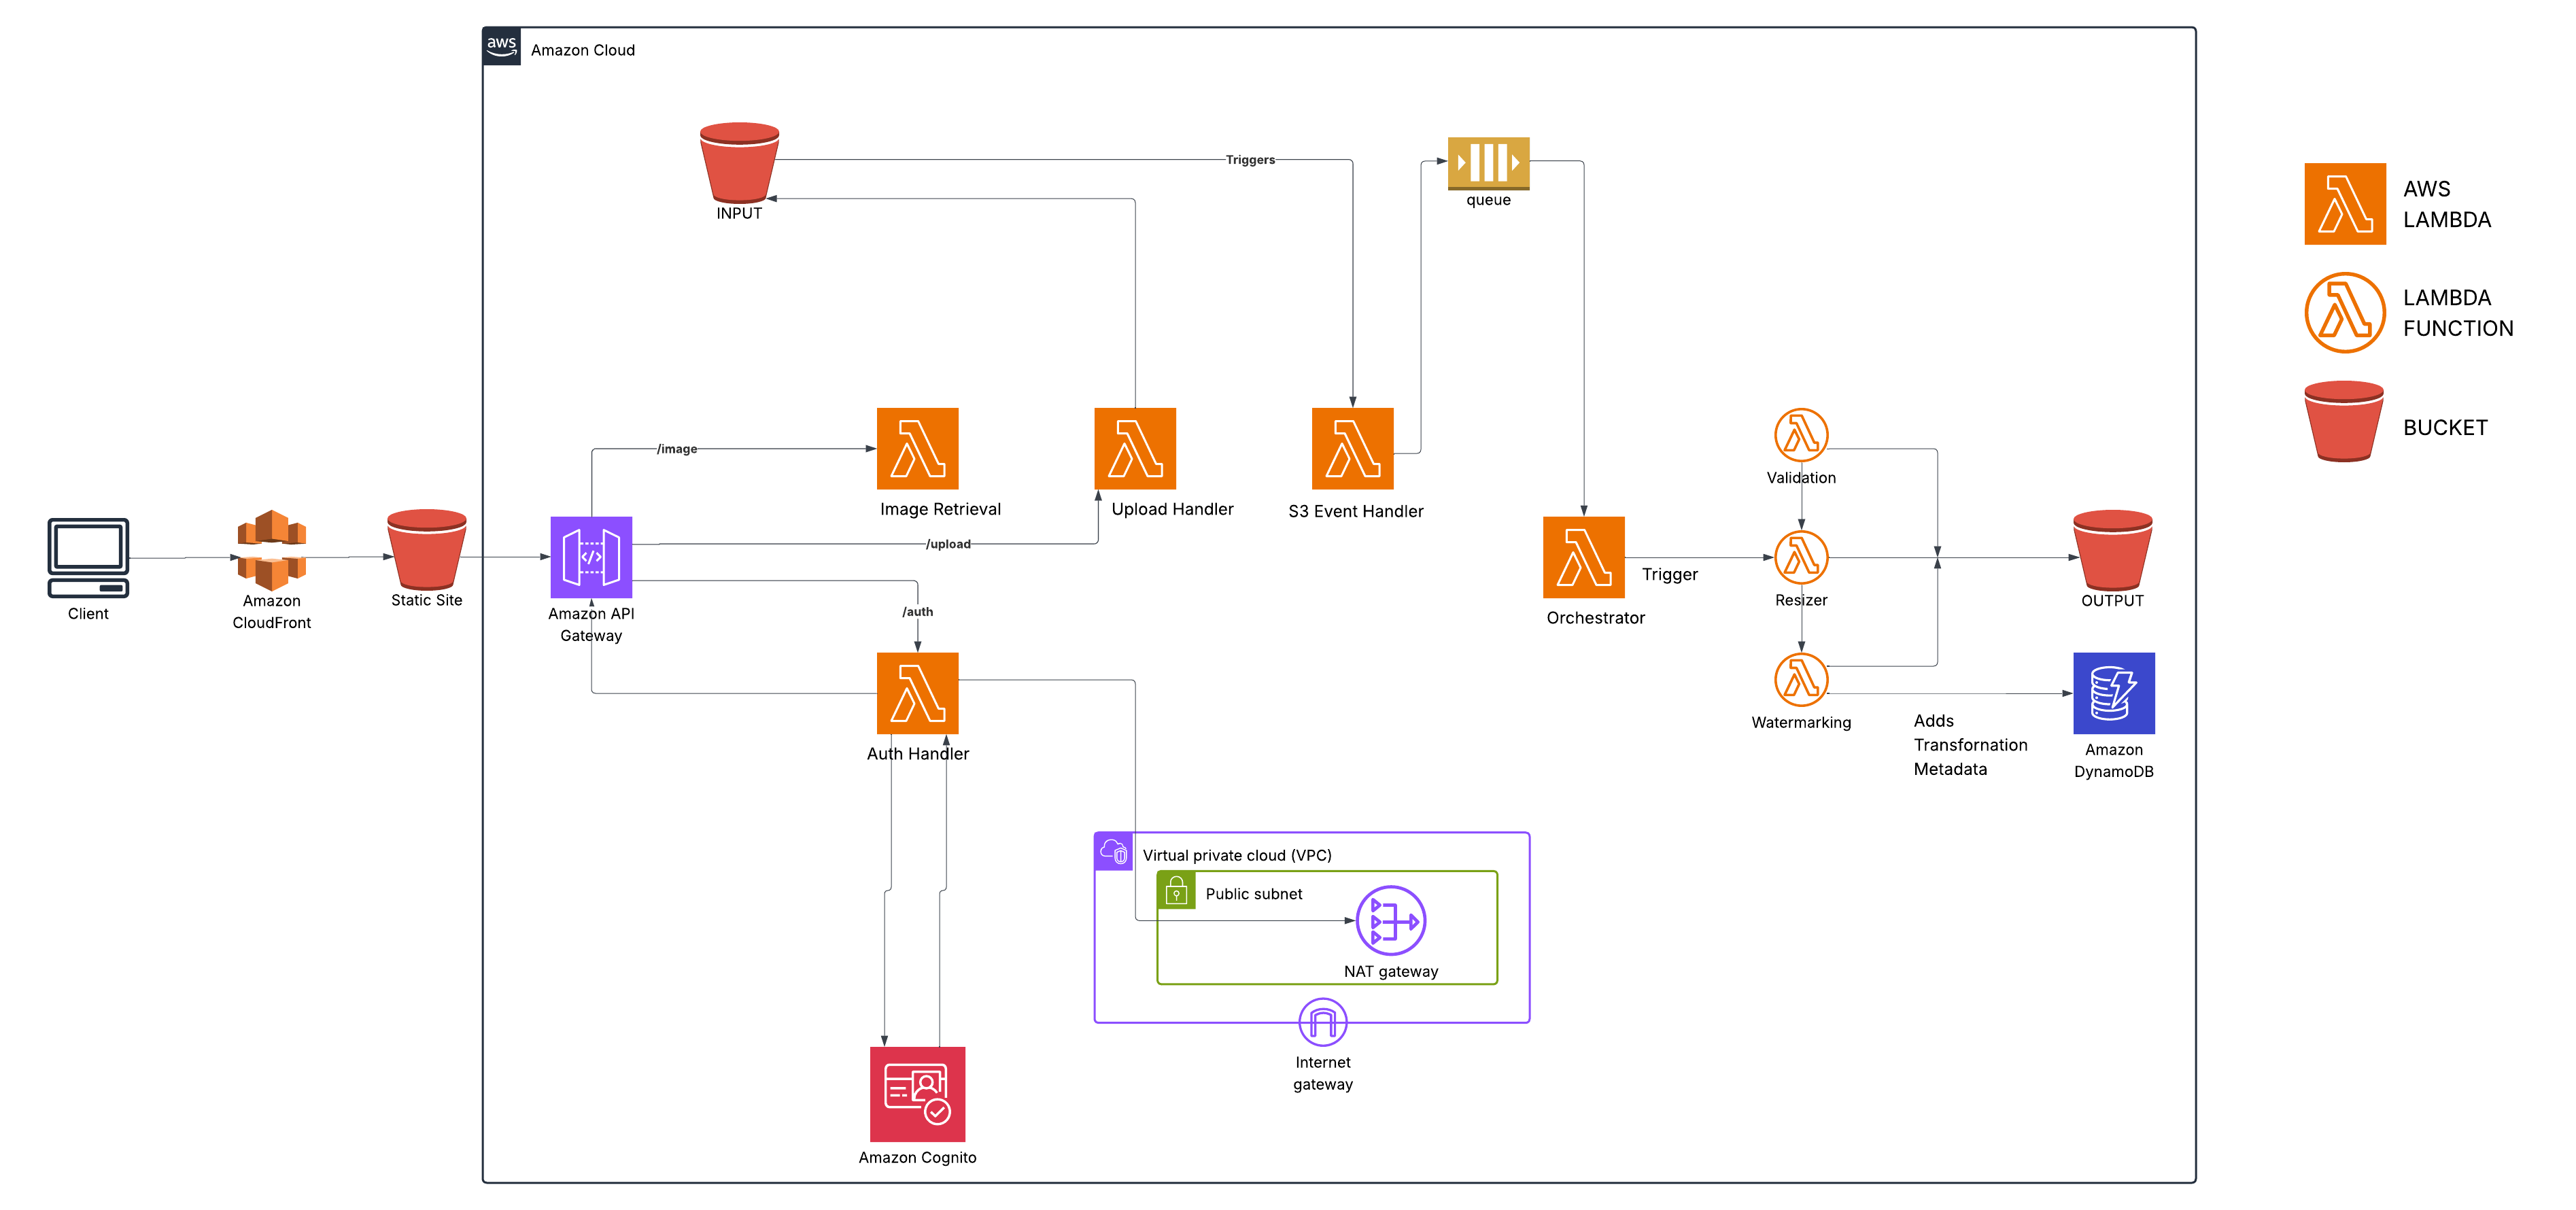 aws
Amazon Cloud
INPUT
Triggers
queue
AWS
LAMBDA
LAMBDA
FUNCTION
BUCKET
/image
Image Retrieval
Upload Handler
S3 Event Handler
Validation
Client
Amazon
CloudFront
Static Site
</>
Amazon API
Gateway
/upload
/auth
Orchestrator
Trigger
Resizer
OUTPUT
Auth Handler
Watermarking
Adds
Transfornation
Metadata
Amazon
DynamoDB
Virtual private cloud (VPC)
Public subnet
NAT gateway
Internet
gateway
Amazon Cognito